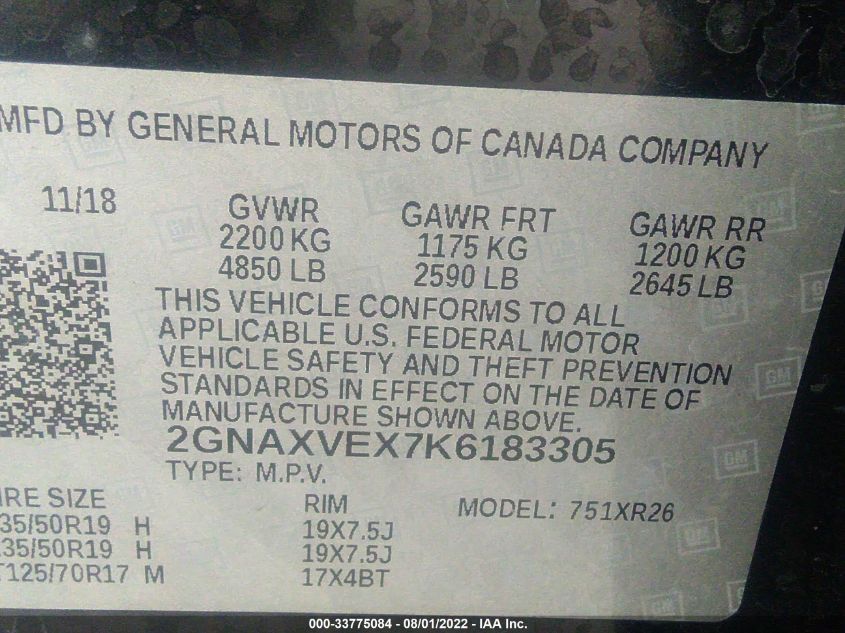 MFD BY GENERAL MOTORS OF CANADA COMPANY
11/18 GVWR GAWR FRT GAWR RR
2200 KG 1175 KG 1200 KG
4850 LB 2590 LB 2645 LB
THIS VEHICLE CONFORMS TO ALL
APPLICABLE U.S. FEDERAL MOTOR
VEHICLE SAFETY AND THEFT PREVENTION
STANDARDS IN EFFECT ON THE DATE OF
MANUFACTURE SHOWN ABOVE.
2GNAXVEX7K6183305
TYPE: M.P.V.
IRE SIZE RIM MODEL: 751XR26
35/50R19 H 19X7.5J
35/50R19 H 19X7.5J
T125/70R17 M 17X4BT
000-33775084 - 08/01/2022 - IAA Inc.